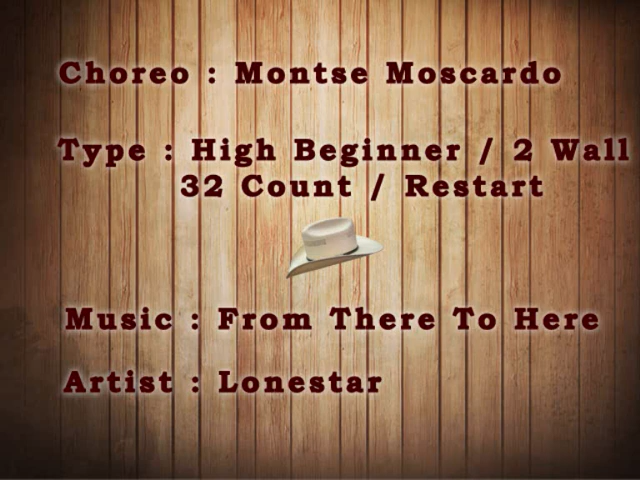 Choreo : Montse Moscardo
Type : High Beginner / 2 Wall
32 Count / Restart
Music : From There To Here
Artist : Lonestar